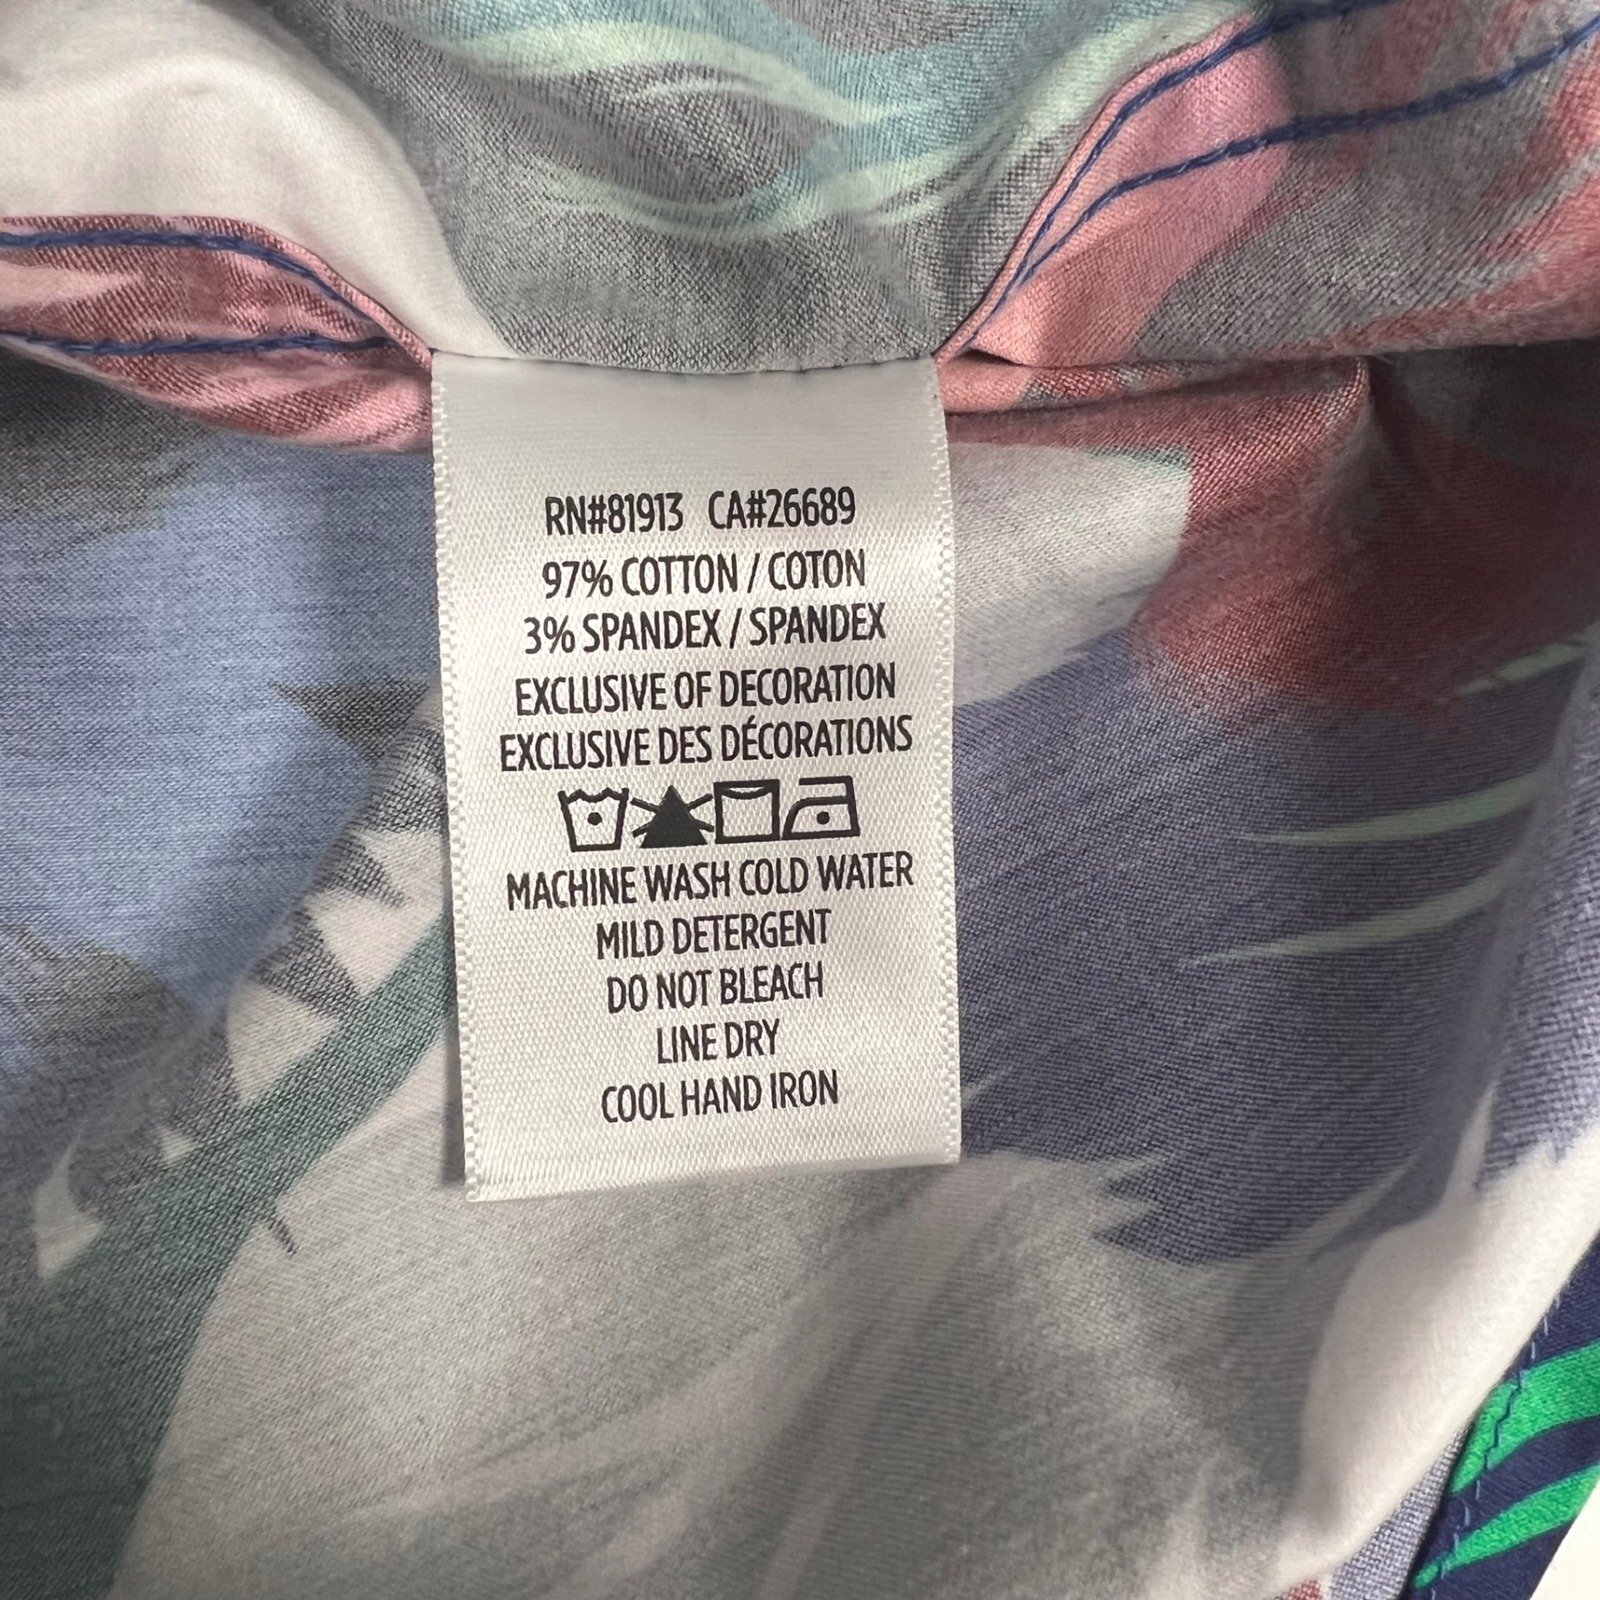 RN#81913 CA#26689
97% COTTON / COTON
3% SPANDEX / SPANDEX
EXCLUSIVE OF DECORATION
EXCLUSIVE DES DÉCORATIONS
MACHINE WASH COLD WATER
MILD DETERGENT
DO NOT BLEACH
LINE DRY
COOL HAND IRON